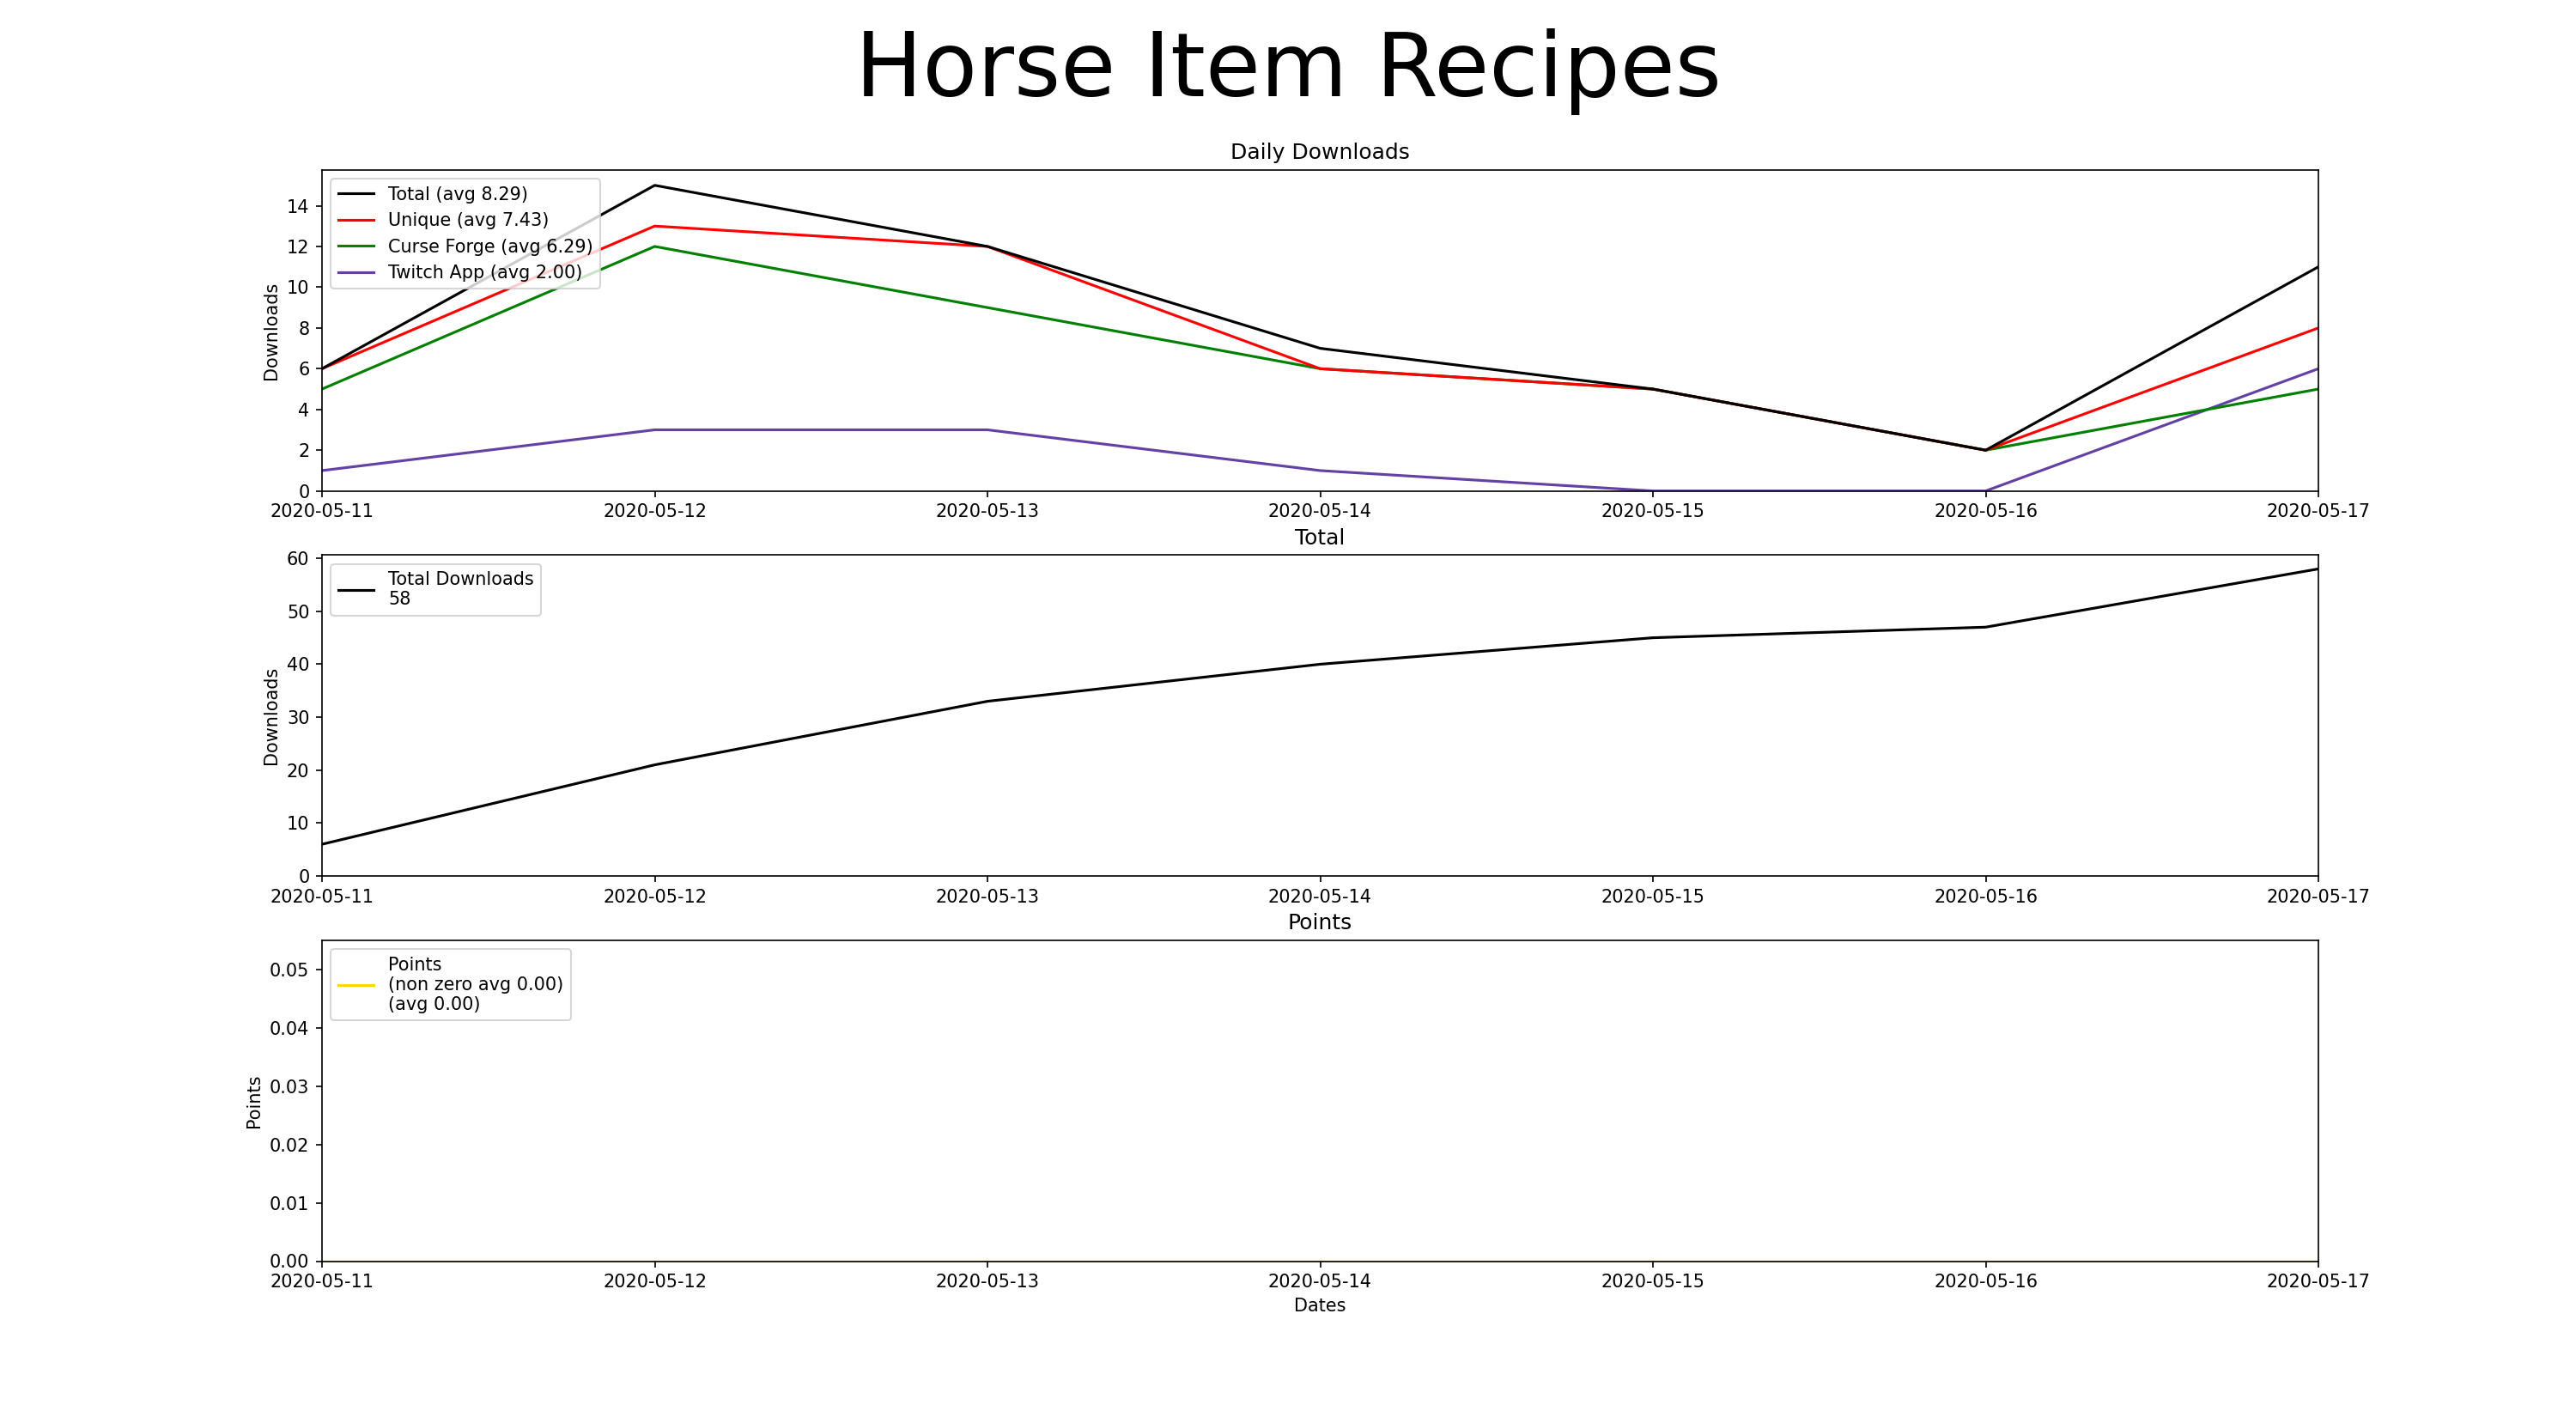 Horse Item Recipes
Daily Downloads
Total (avg 8.29)
Unique (avg 7.43)
Curse Forge (avg 6.29)
Twitch App (avg 2.00)
Downloads
14
12
10
8
6
4
2
0
2020-05-11 2020-05-12 2020-05-13 2020-05-14 2020-05-15 2020-05-16 2020-05-17
Total
Total Downloads
58
Downloads
60
50
40
30
20
10
0
2020-05-11 2020-05-12 2020-05-13 2020-05-14 2020-05-15 2020-05-16 2020-05-17
Points
Points
(non zero avg 0.00)
(avg 0.00)
Points
0.05
0.04
0.03
0.02
0.01
0.00
2020-05-11 2020-05-12 2020-05-13 2020-05-14 2020-05-15 2020-05-16 2020-05-17
Dates